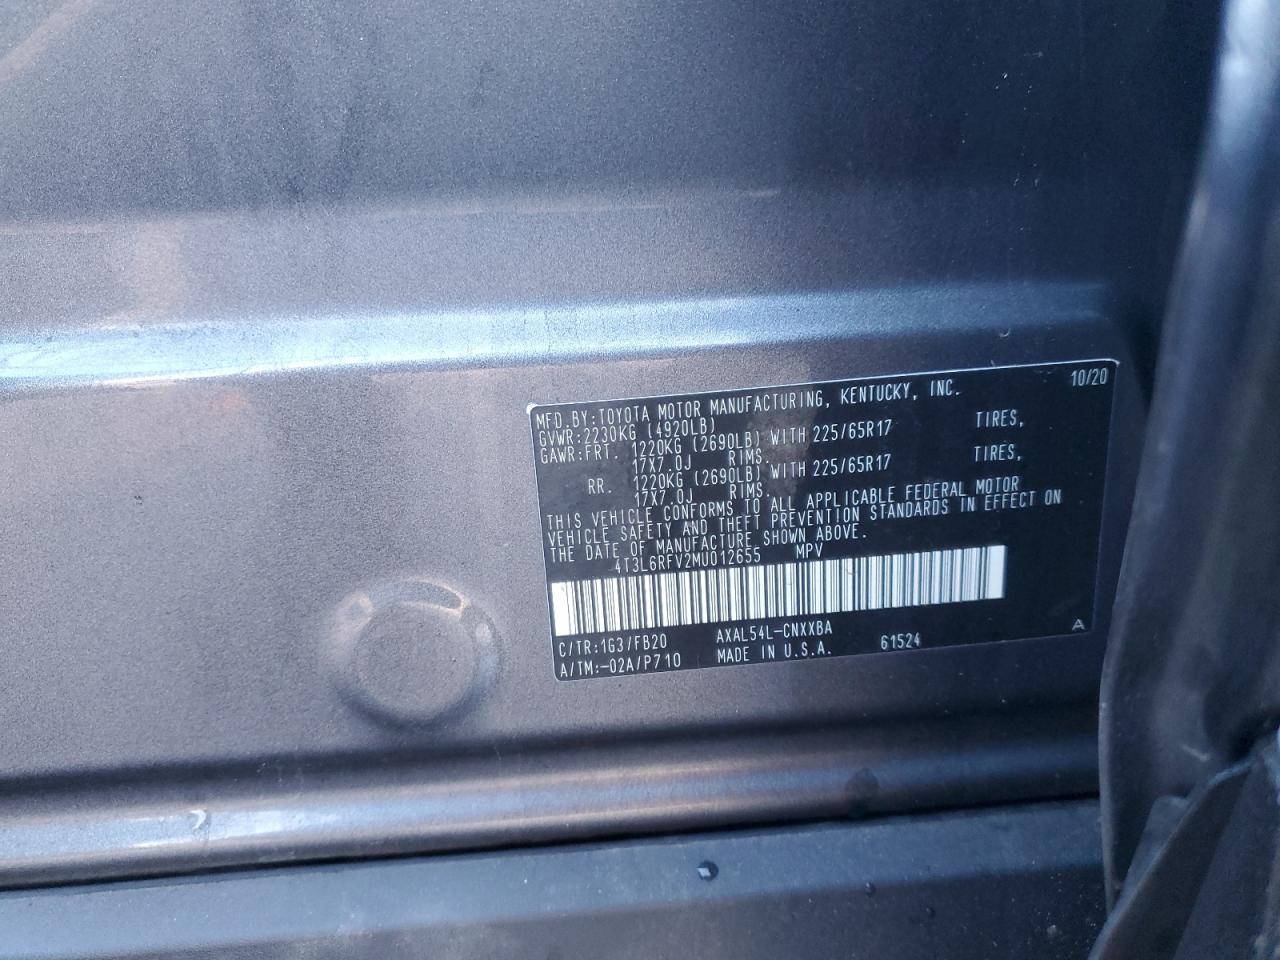 MFD.BY:TOYOTA MOTOR MANUFACTURING, KENTUCKY, INC. 10/20
GVWR:2230KG (4920LB)
GAWR:FRT. 1220KG (2690LB) WITH 225/65R17 TIRES,
17X7.0J RIMS.
RR. 1220KG (2690LB) WITH 225/65R17 TIRES,
17X7.0J RIMS.
THIS VEHICLE CONFORMS TO ALL APPLICABLE FEDERAL MOTOR
VEHICLE SAFETY AND THEFT PREVENTION STANDARDS IN EFFECT ON
THE DATE OF MANUFACTURE SHOWN ABOVE.
4T3L6RFV2MU012655 MPV
C/TR:1G3/FB20 AXAL54L-CNXXBA
A/TM:-02A/P710 MADE IN U.S.A. 61524 A